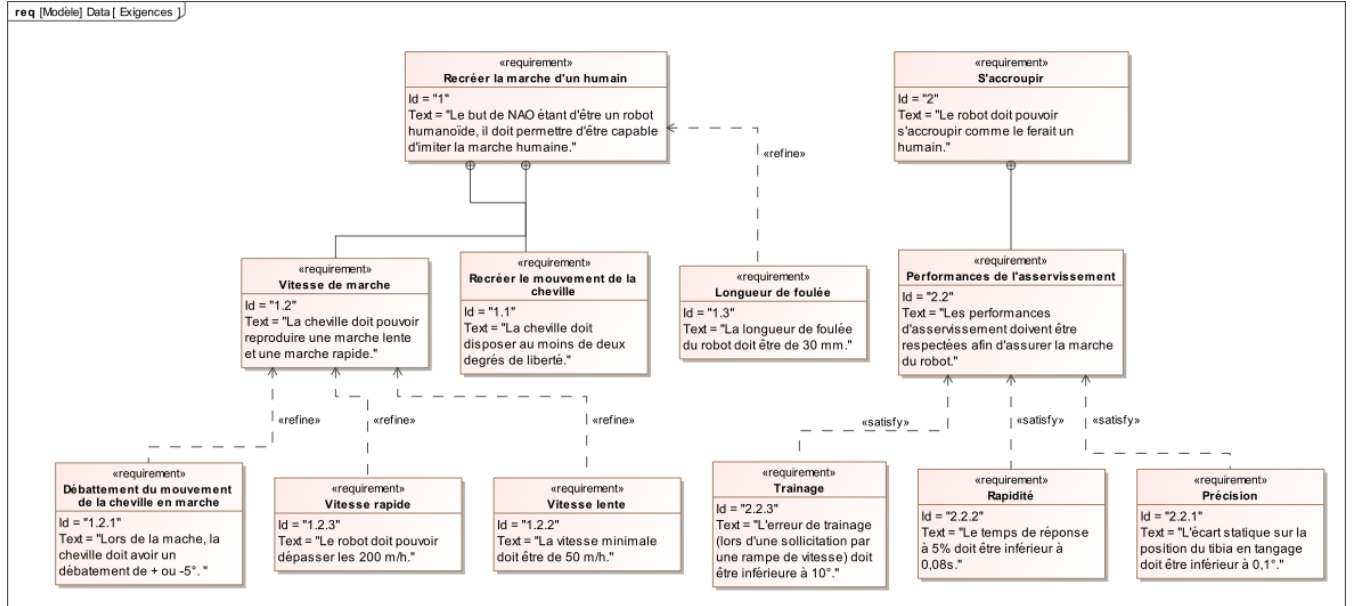 req [Modèle] Data [ Exigences ]
«requirement»
Recréer la marche d'un humain
Id = "1"
Text = "Le but de NAO étant d'être un robot
humanoïde, il doit permettre d'être capable
d'imiter la marche humaine."
«requirement»
S'accroupir
Id = "2"
Text = "Le robot doit pouvoir
s'accroupir comme le ferait un
humain."
«refine»
«requirement»
Vitesse de marche
Id = "1.2"
Text = "La cheville doit pouvoir
reproduire une marche lente
et une marche rapide."
«requirement»
Recréer le mouvement de la
cheville
Id = "1.1"
Text = "La cheville doit
disposer au moins de deux
degrés de liberté."
«requirement»
Longueur de foulée
Id = "1.3"
Text = "La longueur de foulée
du robot doit être de 30 mm."
«requirement»
Performances de l'asservissement
Id = "2.2"
Text = "Les performances
d'asservissement doivent être
respectées afin d'assurer la marche
du robot."
«refine»
«refine»
«refine»
«satisfy»
«satisfy»
«satisfy»
«requirement»
Débattement du mouvement
de la cheville en marche
Id = "1.2.1"
Text = "Lors de la mache, la
cheville doit avoir un
débatement de + ou -5°. "
«requirement»
Vitesse rapide
Id = "1.2.3"
Text = "Le robot doit pouvoir
dépasser les 200 m/h."
«requirement»
Vitesse lente
Id = "1.2.2"
Text = "La vitesse minimale
doit être de 50 m/h."
«requirement»
Trainage
Id = "2.2.3"
Text = "L'erreur de trainage
(lors d'une sollicitation par
une rampe de vitesse) doit
être inférieure à 10°."
«requirement»
Rapidité
Id = "2.2.2"
Text = "Le temps de réponse
à 5% doit être inférieur à
0,08s."
«requirement»
Précision
Id = "2.2.1"
Text = "L'écart statique sur la
position du tibia en tangage
doit être inférieur à 0,1°."